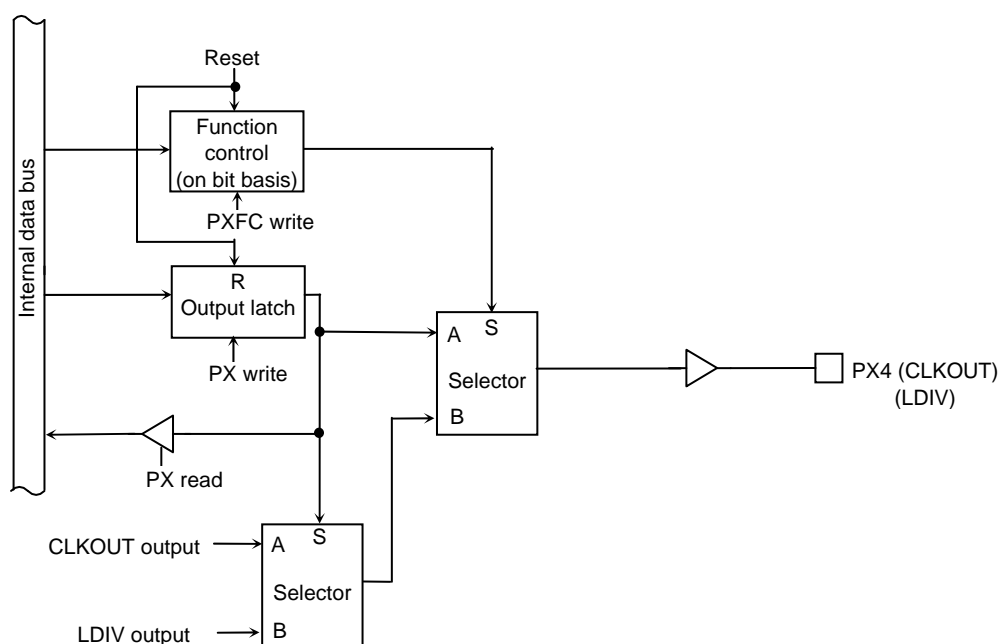 Reset
Function
control
(on bit basis)
PXFC write
Internal data bus
R
Output latch
PX write
A
S
Selector
B
PX4 (CLKOUT)
(LDIV)
PX read
CLKOUT output
A
S
Selector
LDIV output
B